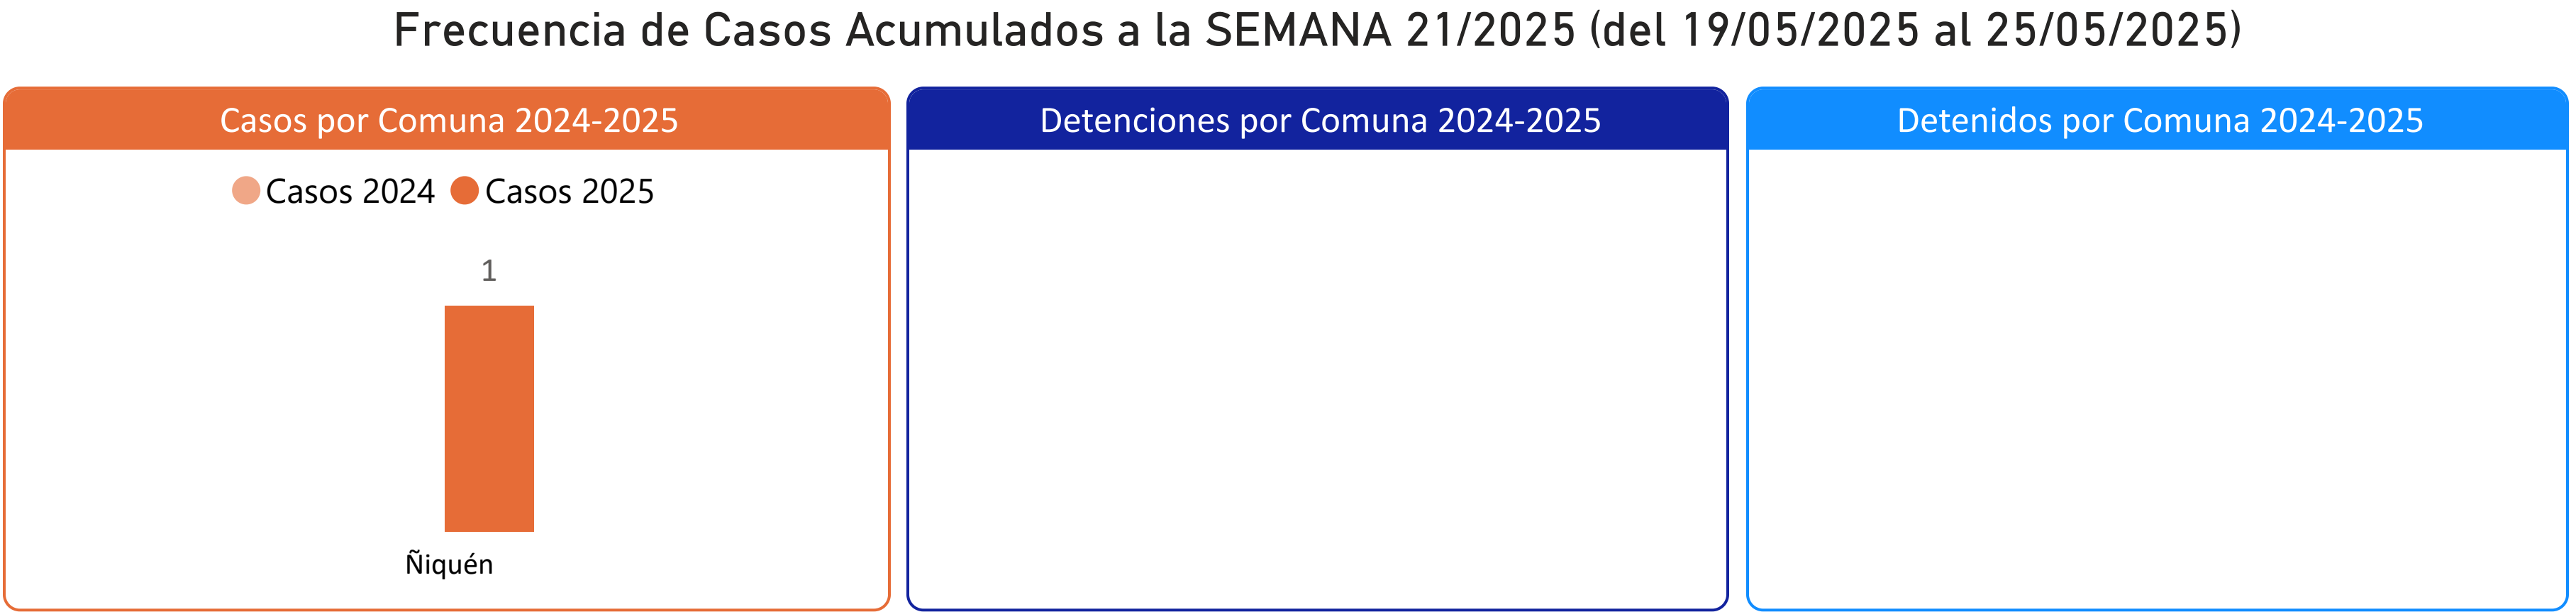 Frecuencia de Casos Acumulados a la SEMANA 21/2025 (del 19/05/2025 al 25/05/2025)
Casos por Comuna 2024-2025
Casos 2024 Casos 2025
1
Ñiquén
Detenciones por Comuna 2024-2025
Detenidos por Comuna 2024-2025